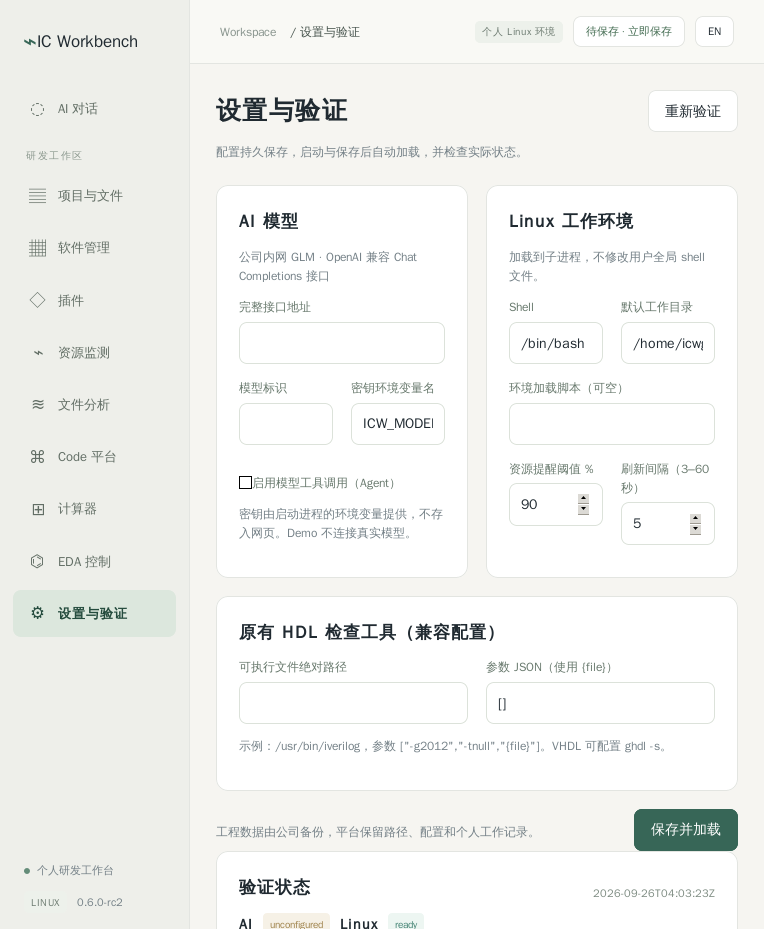 IC Workbench
AI 对话
研发工作区
项目与文件
软件管理
插件
资源监测
文件分析
Code 平台
计算器
EDA 控制
设置与验证
个人研发工作台
LINUX 0.6.0-rc2
Workspace / 设置与验证
个人 Linux 环境
待保存 · 立即保存
EN
设置与验证
重新验证
配置持久保存，启动与保存后自动加载，并检查实际状态。
AI 模型
公司内网 GLM · OpenAI 兼容 Chat
Completions 接口
完整接口地址
模型标识
密钥环境变量名
ICW_MODEL
启用模型工具调用（Agent）
密钥由启动进程的环境变量提供，不存
入网页。Demo 不连接真实模型。
Linux 工作环境
加载到子进程，不修改用户全局 shell
文件。
Shell
默认工作目录
/bin/bash
/home/icw
环境加载脚本（可空）
资源提醒阈值 %
刷新间隔（3–60
秒）
90
5
原有 HDL 检查工具（兼容配置）
可执行文件绝对路径
参数 JSON（使用 {file}）
[]
示例：/usr/bin/iverilog，参数 ["-g2012","-tnull","{file}"]。VHDL 可配置 ghdl -s。
工程数据由公司备份，平台保留路径、配置和个人工作记录。
保存并加载
验证状态
2026-09-26T04:03:23Z
AI unconfigured Linux ready